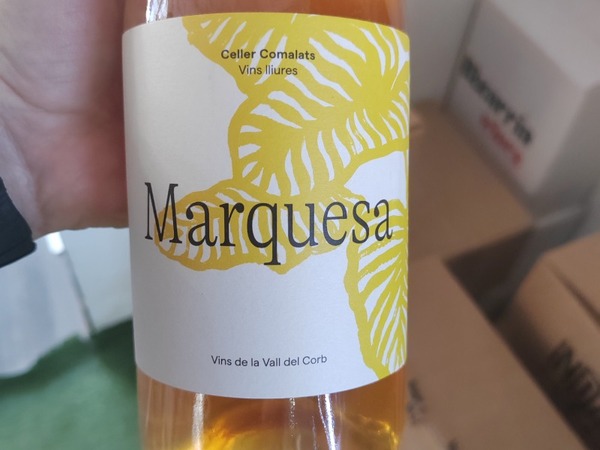 Celler Comalats
Vins lliures
Marquesa
Vins de la Vall del Corb